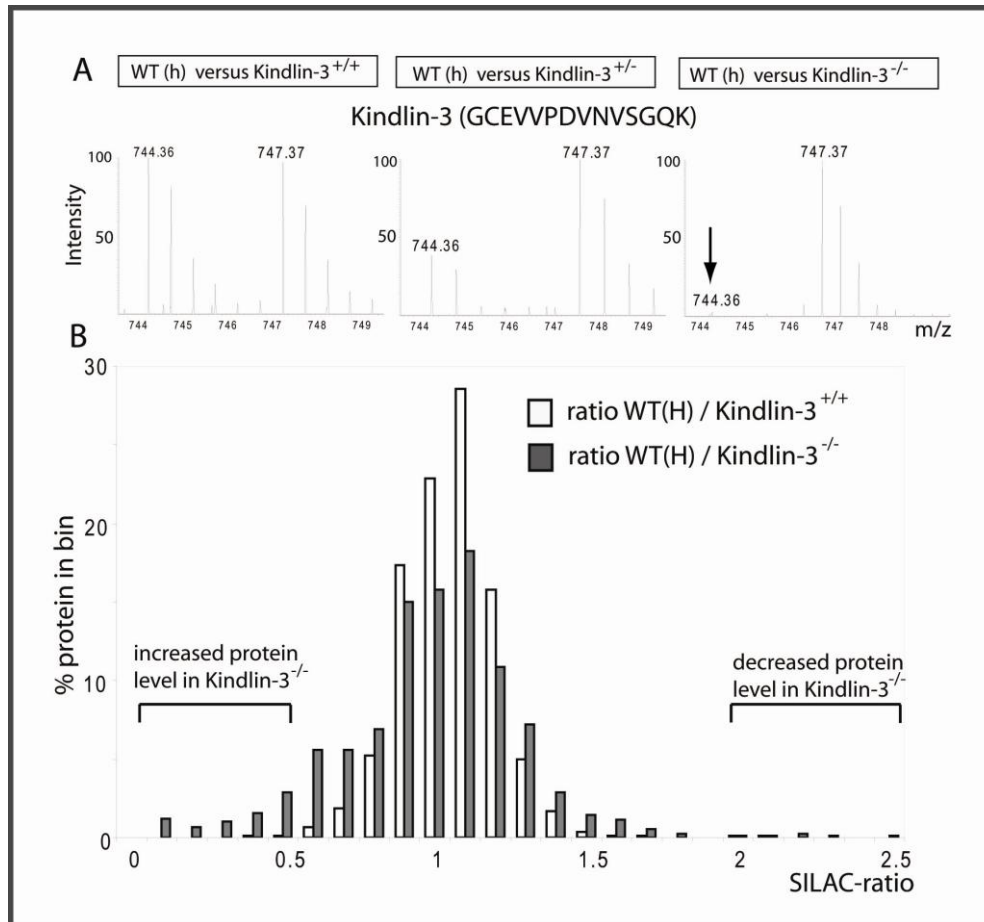 A
WT (h) versus Kindlin-3+/+
WT (h) versus Kindlin-3+/-
WT (h) versus Kindlin-3-/-
Kindlin-3 (GCEVVPDVNVSGQK)
Intensity
100
50
744.36
747.37
744 745 746 747 748 749
100
50
744.36
747.37
744 745 746 747 748 749
100
50
744.36
747.37
744 745 746 747 748
m/z
B
% protein in bin
30
20
10
0
ratio WT(H) / Kindlin-3+/+
ratio WT(H) / Kindlin-3-/-
increased protein
level in Kindlin-3-/-
decreased protein
level in Kindlin-3-/-
0 0.5 1 1.5 2 2.5
SILAC-ratio